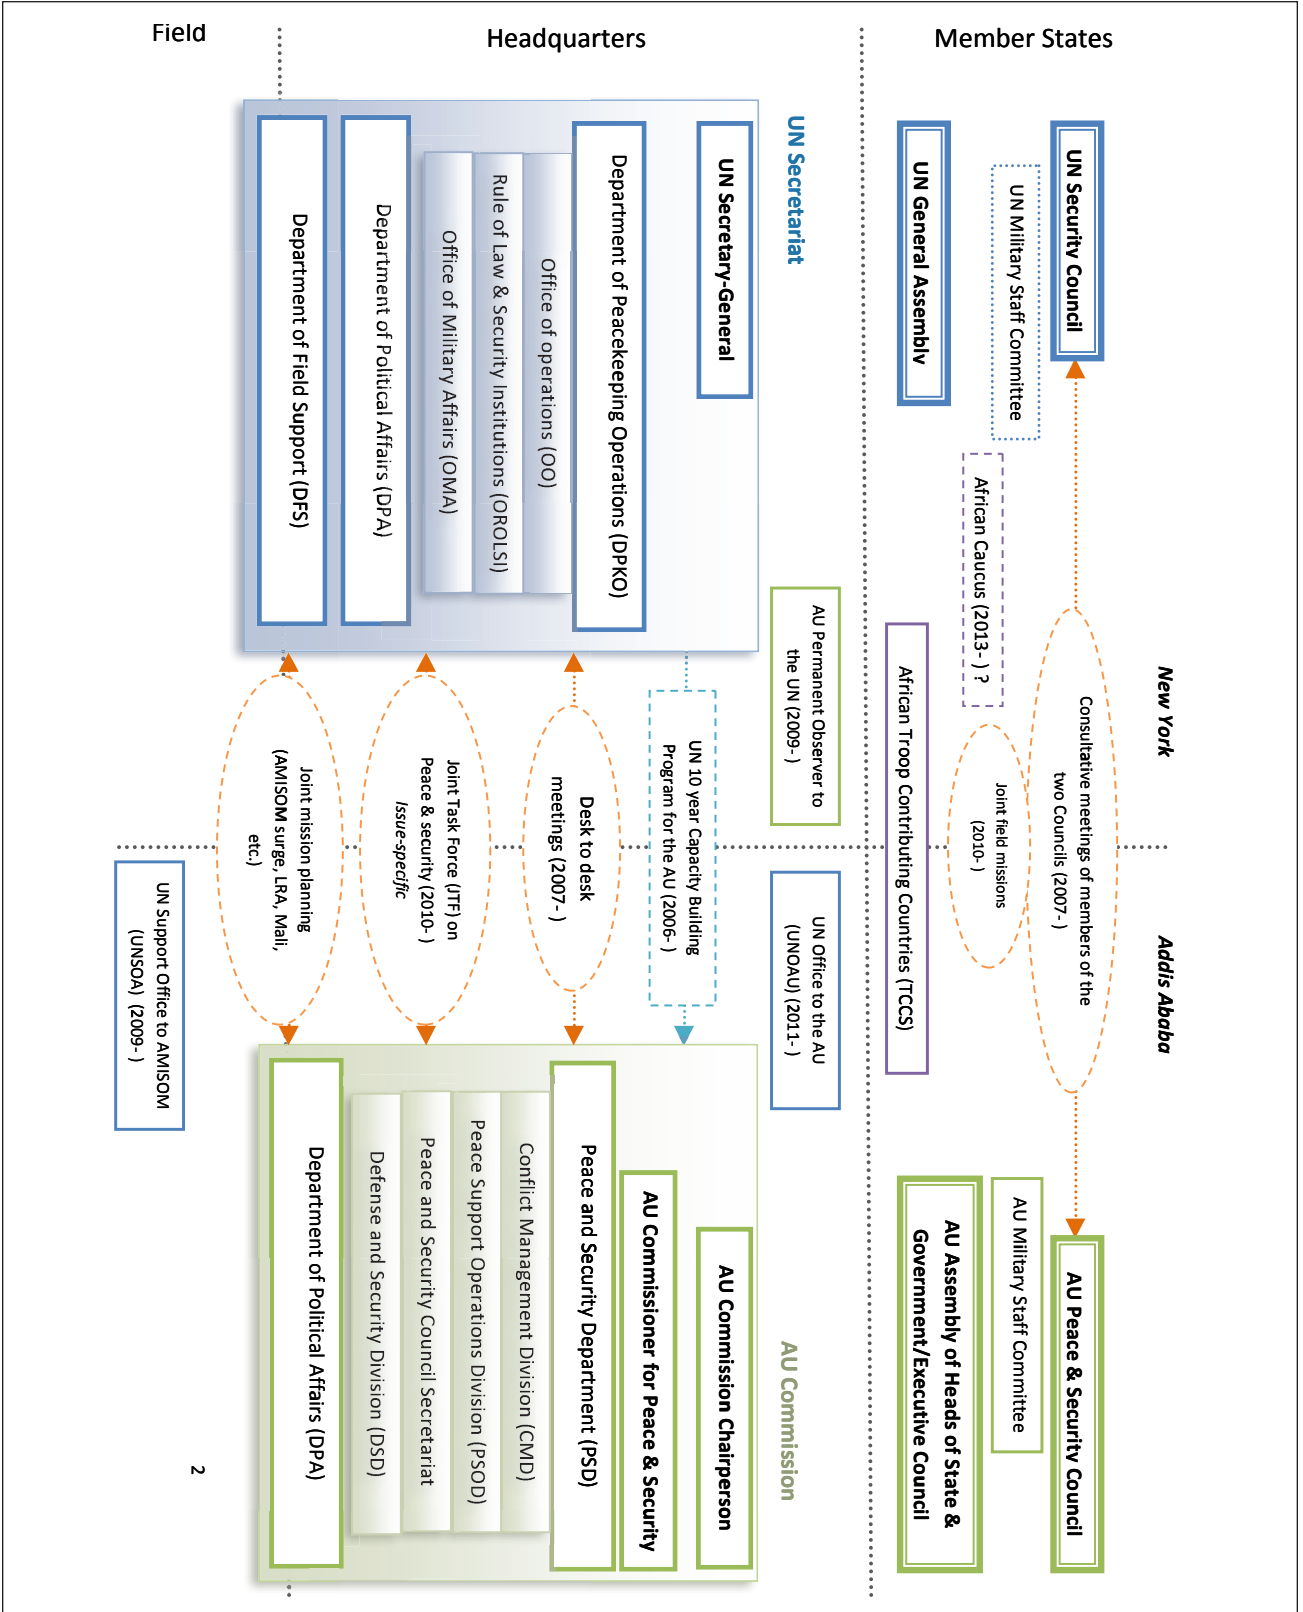 New York
Addis Ababa
Member States
UN Security Council
Consultative meetings of members of the
two Councils (2007- )
AU Peace & Security Council
UN Military Staff Committee
Joint field missions
(2010- )
AU Military Staff Committee
African Caucus (2013- ) ?
UN General Assembly
African Troop Contributing Countries (TCCS)
AU Assembly of Heads of State &
Government/Executive Council
Headquarters
UN Secretariat
AU Permanent Observer to
the UN (2009- )
UN Office to the AU
(UNOAU) (2011- )
AU Commission
UN Secretary-General
AU Commission Chairperson
UN 10 year Capacity Building
Program for the AU (2006- )
AU Commissioner for Peace & Security
Department of Peacekeeping Operations (DPKO)
Desk to desk
meetings (2007- )
Peace and Security Department (PSD)
Office of operations (OO)
Conflict Management Division (CMD)
Rule of Law & Security Institutions (OROLSI)
Peace Support Operations Division (PSOD)
Office of Military Affairs (OMA)
Joint Task Force (JTF) on
Peace & security (2010- )
Issue-specific
Peace and Security Council Secretariat
Defense and Security Division (DSD)
Department of Political Affairs (DPA)
Department of Political Affairs (DPA)
Field
Department of Field Support (DFS)
Joint mission planning
(AMISOM surge, LRA, Mali,
etc.)
UN Support Office to AMISOM
(UNSOA) (2009- )
2